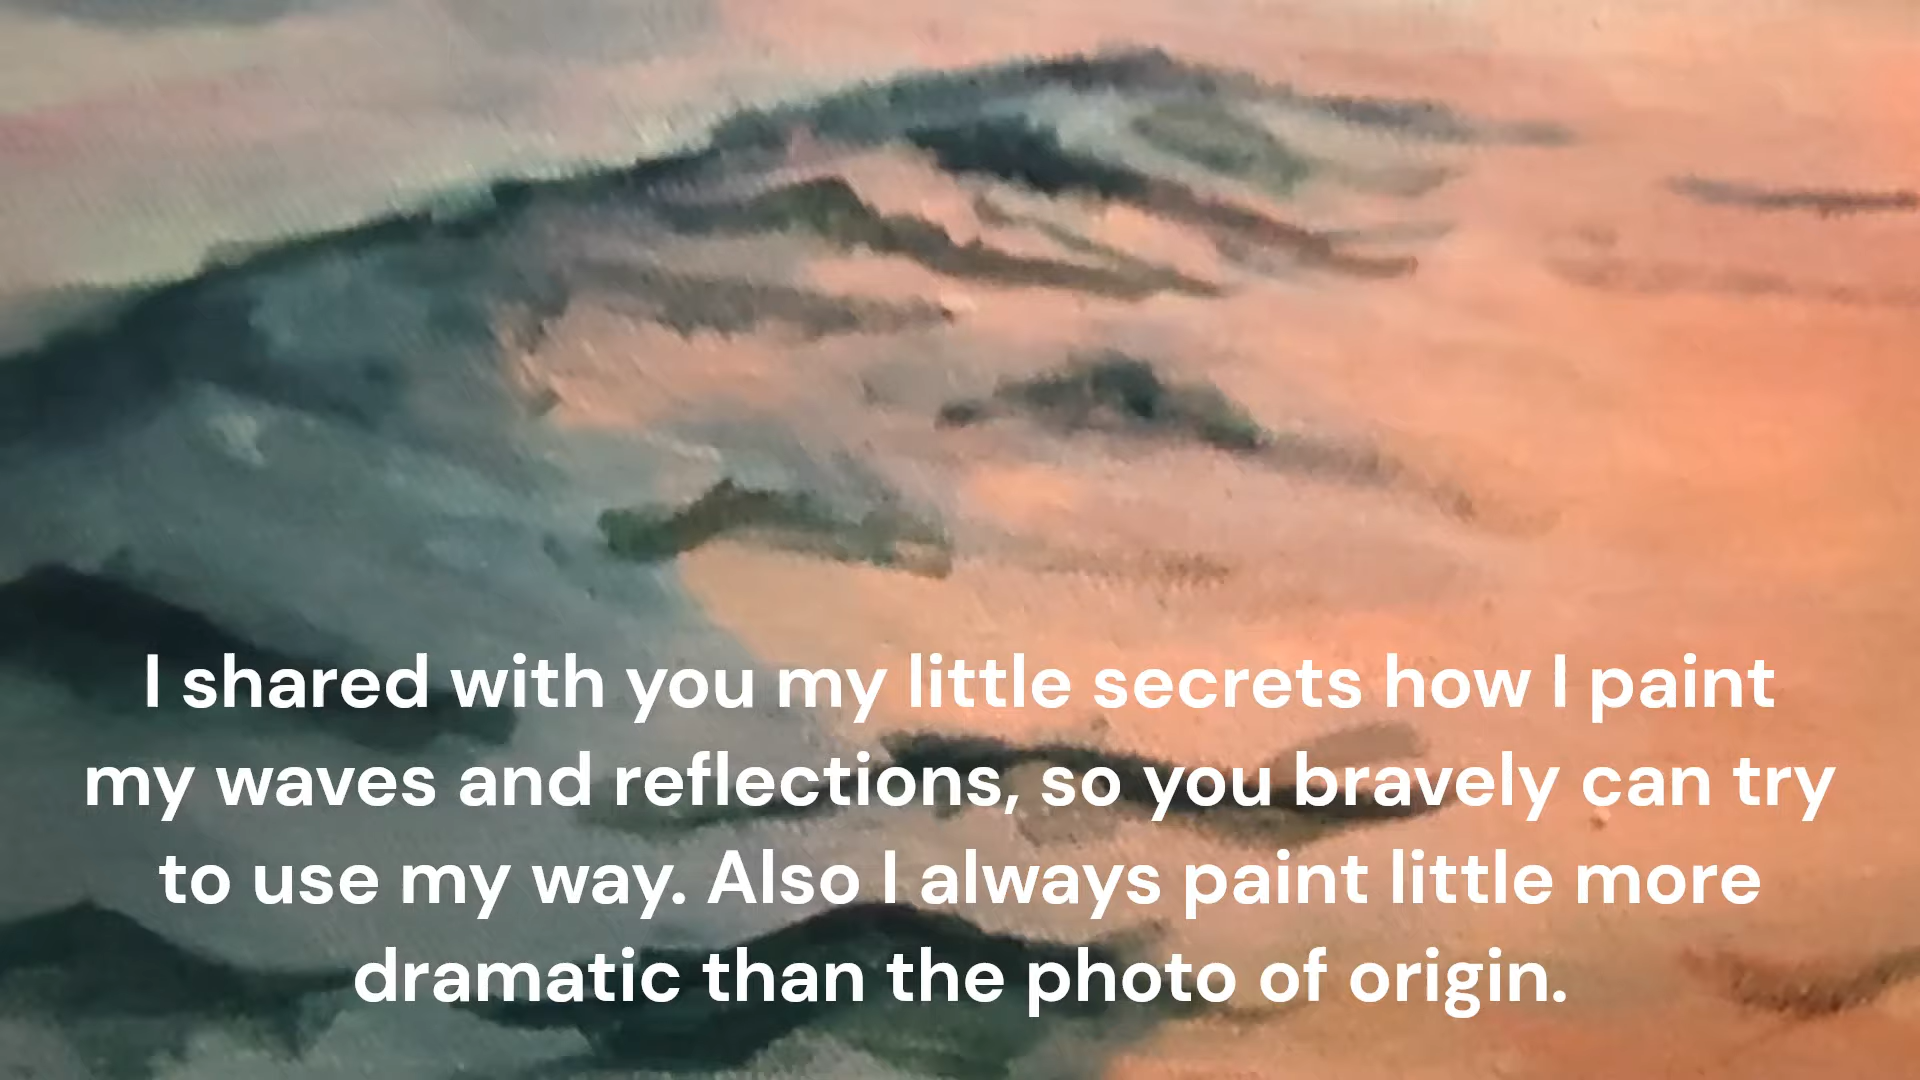 I shared with you my little secrets how I paint
my waves and reflections, so you bravely can try
to use my way. Also I always paint little more
dramatic than the photo of origin.